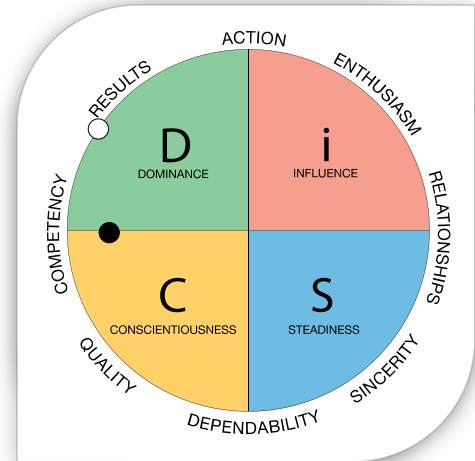 ACTION
RESULTS
ENTHUSIASM
D
DOMINANCE
i
INFLUENCE
COMPETENCY
RELATIONSHIPS
C
CONSCIENTIOUSNESS
S
STEADINESS
QUALITY
SINCERITY
DEPENDABILITY